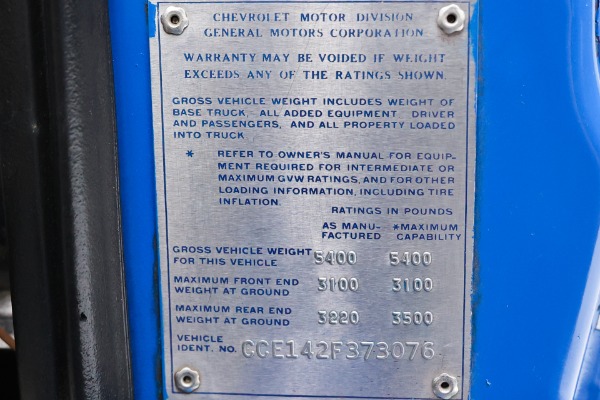 CHEVROLET MOTOR DIVISION
GENERAL MOTORS CORPORATION
WARRANTY MAY BE VOIDED IF WEIGHT
EXCEEDS ANY OF THE RATINGS SHOWN.
GROSS VEHICLE WEIGHT INCLUDES WEIGHT OF
BASE TRUCK, ALL ADDED EQUIPMENT, DRIVER
AND PASSENGERS, AND ALL PROPERTY LOADED
INTO TRUCK.
* REFER TO OWNER'S MANUAL FOR EQUIP-
MENT REQUIRED FOR INTERMEDIATE OR
MAXIMUM GVW RATINGS, AND FOR OTHER
LOADING INFORMATION, INCLUDING TIRE
INFLATION.
RATINGS IN POUNDS
AS MANU- *MAXIMUM
FACTURED CAPABILITY
GROSS VEHICLE WEIGHT
FOR THIS VEHICLE 5400 5400
MAXIMUM FRONT END
WEIGHT AT GROUND 3100 3100
MAXIMUM REAR END
WEIGHT AT GROUND 3220 3500
VEHICLE
IDENT. NO. CCE142F373076